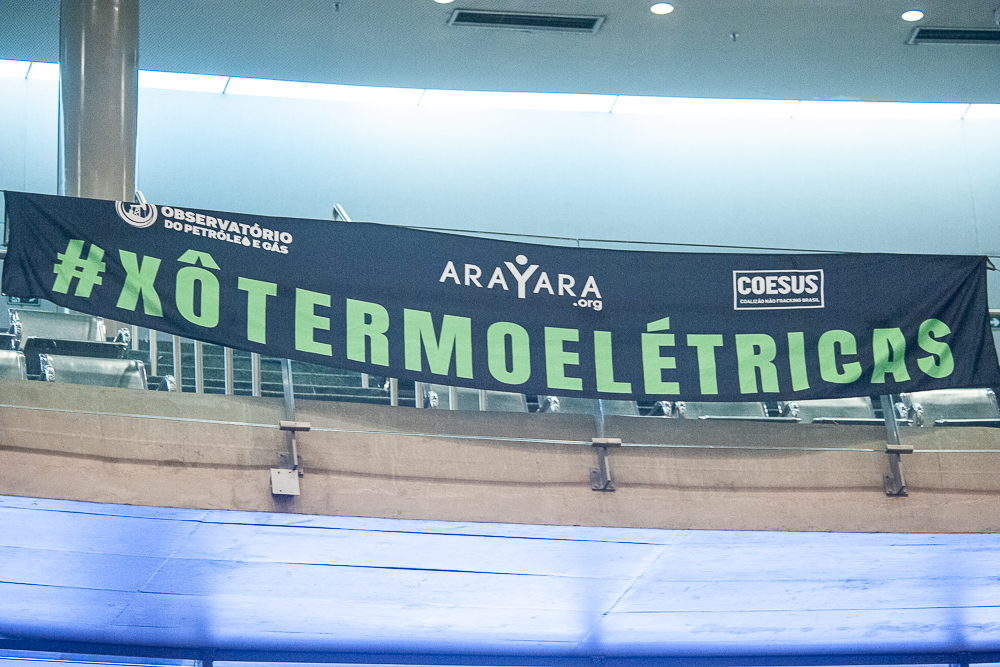 OBSERVATÓRIO
DO PETRÓLEO E GÁS
ARAYARA
.org
COESUS
COALIZÃO NÃO FRACKING BRASIL
#XÔTERMOELÉTRICAS